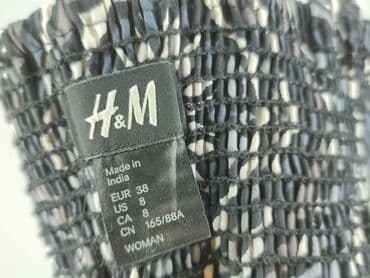 H&M
Made in
India
EUR 38
US 8
CA 8
CN 165/88A
WOMAN